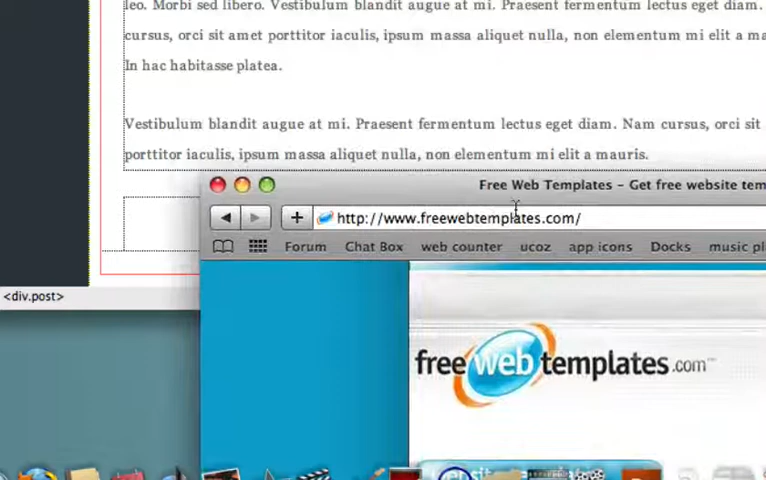 leo. Morbi sed libero. Vestibulum blandit augue at mi. Praesent fermentum lectus eget diam.
cursus, orci sit amet porttitor iaculis, ipsum massa aliquet nulla, non elementum mi elit a ma
In hac habitasse platea.
Vestibulum blandit augue at mi. Praesent fermentum lectus eget diam. Nam cursus, orci sit
porttitor iaculis, ipsum massa aliquet nulla, non elementum mi elit a mauris.
Free Web Templates – Get free website tem
http://www.freewebtemplates.com/
Forum Chat Box web counter ucoz app icons Docks music pl
<div.post>
freewebtemplates.com™